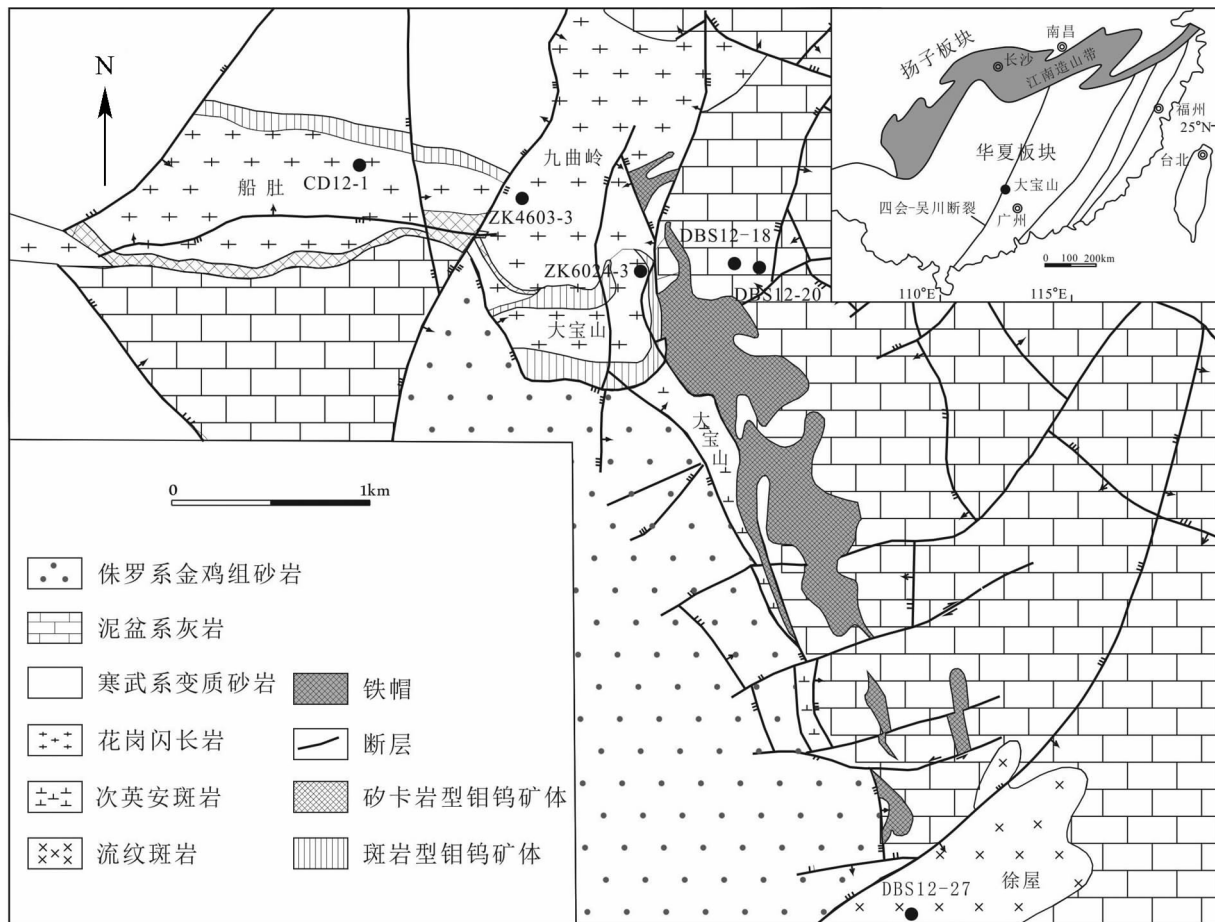 N
九曲岭
船肚
CD12-1
ZK4603-3
DBS12-18
ZK6024-3
DBS12-20
大宝山
大宝山
徐屋
DBS12-27
扬子板块
南昌
长沙
江南造山带
福州
25°N
华夏板块
台北
大宝山
四会—吴川断裂
广州
0 100 200km
110°E
115°E
0 1km
侏罗系金鸡组砂岩
泥盆系灰岩
寒武系变质砂岩
花岗闪长岩
次英安斑岩
流纹斑岩
铁帽
断层
矽卡岩型钼钨矿体
斑岩型钼钨矿体